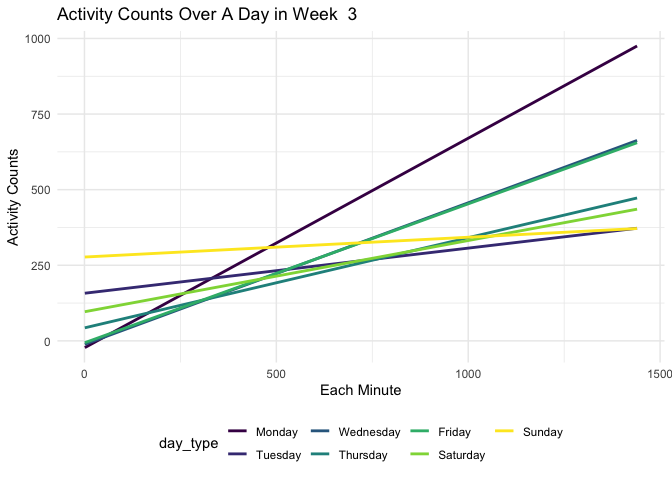 Activity Counts Over A Day in Week  3
1000
750
500
250
0
Activity Counts
0 500 1000 1500
Each Minute
day_type
Monday Wednesday Friday Sunday
Tuesday Thursday Saturday